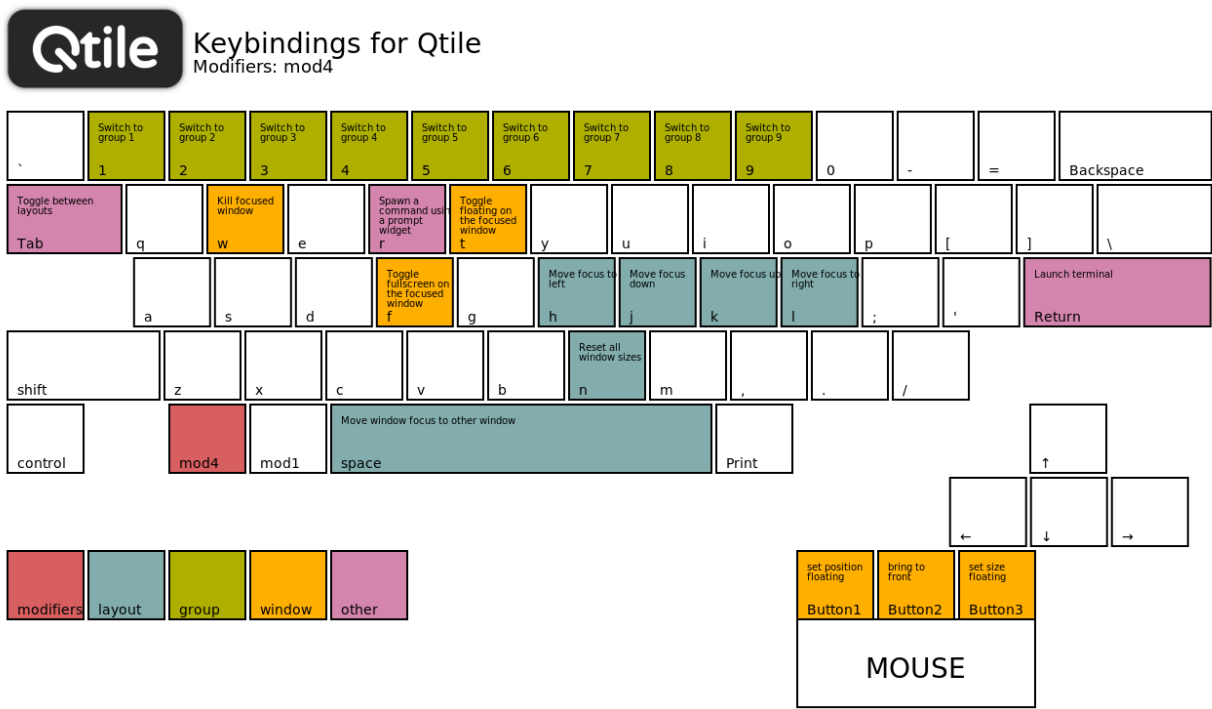 Qtile
Keybindings for Qtile
Modifiers: mod4
`
Switch to
group 1
1
Switch to
group 2
2
Switch to
group 3
3
Switch to
group 4
4
Switch to
group 5
5
Switch to
group 6
6
Switch to
group 7
7
Switch to
group 8
8
Switch to
group 9
9
0
-
=
Backspace
Toggle between
layouts
Tab
q
Kill focused
window
w
e
Spawn a
command usin
a prompt
widget
r
Toggle
floating on
the focused
window
t
y
u
i
o
p
[
]
\
a
s
d
Toggle
fullscreen on
the focused
window
f
g
Move focus to
left
h
Move focus
down
j
Move focus up
k
Move focus to
right
l
;
'
Launch terminal
Return
shift
z
x
c
v
b
Reset all
window sizes
n
m
,
.
/
control
mod4
mod1
Move window focus to other window
space
Print
↑
←
↓
→
modifiers
layout
group
window
other
set position
floating
Button1
bring to
front
Button2
set size
floating
Button3
MOUSE